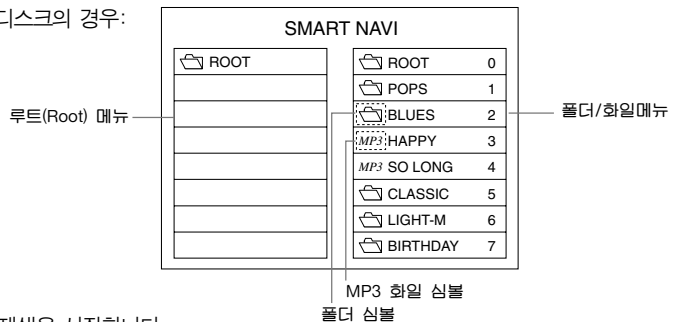 디스크의 경우:
SMART NAVI
ROOT
ROOT 0
POPS 1
BLUES 2
MP3 HAPPY 3
MP3 SO LONG 4
CLASSIC 5
LIGHT-M 6
BIRTHDAY 7
루트(Root) 메뉴
폴더/화일메뉴
MP3 화일 심볼
폴더 심볼